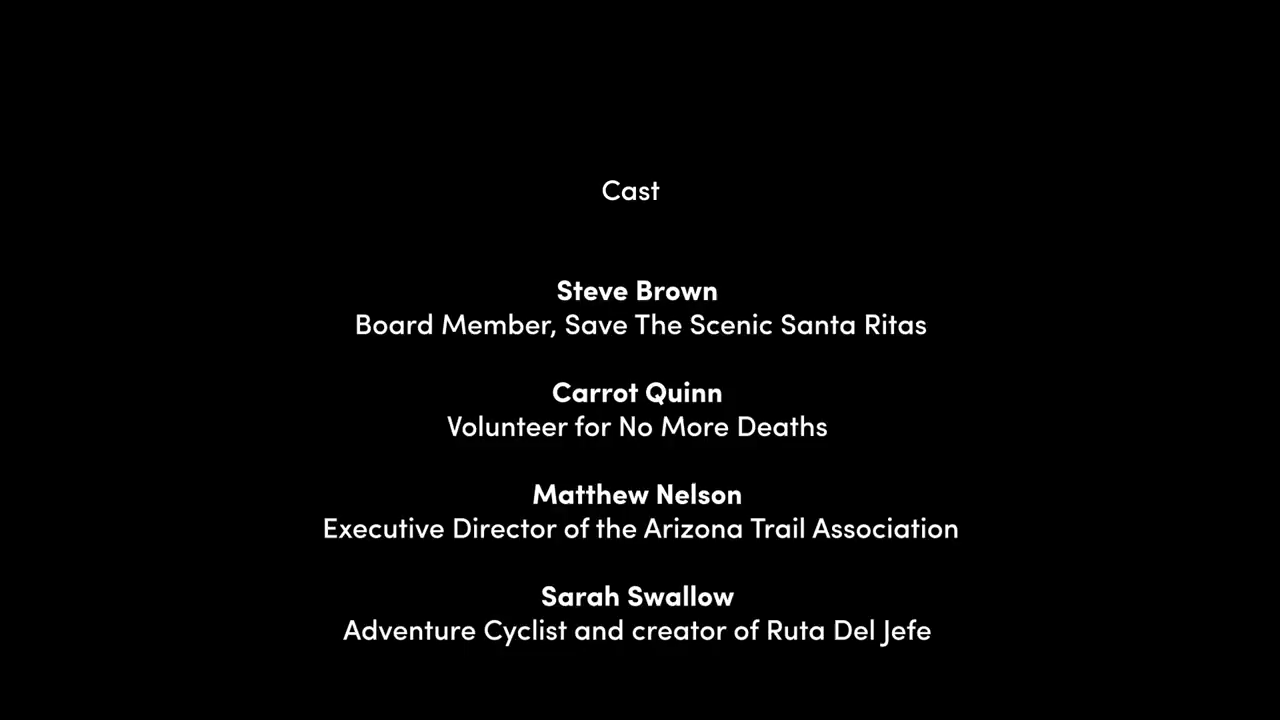 Cast
Steve Brown
Board Member, Save The Scenic Santa Ritas
Carrot Quinn
Volunteer for No More Deaths
Matthew Nelson
Executive Director of the Arizona Trail Association
Sarah Swallow
Adventure Cyclist and creator of Ruta Del Jefe